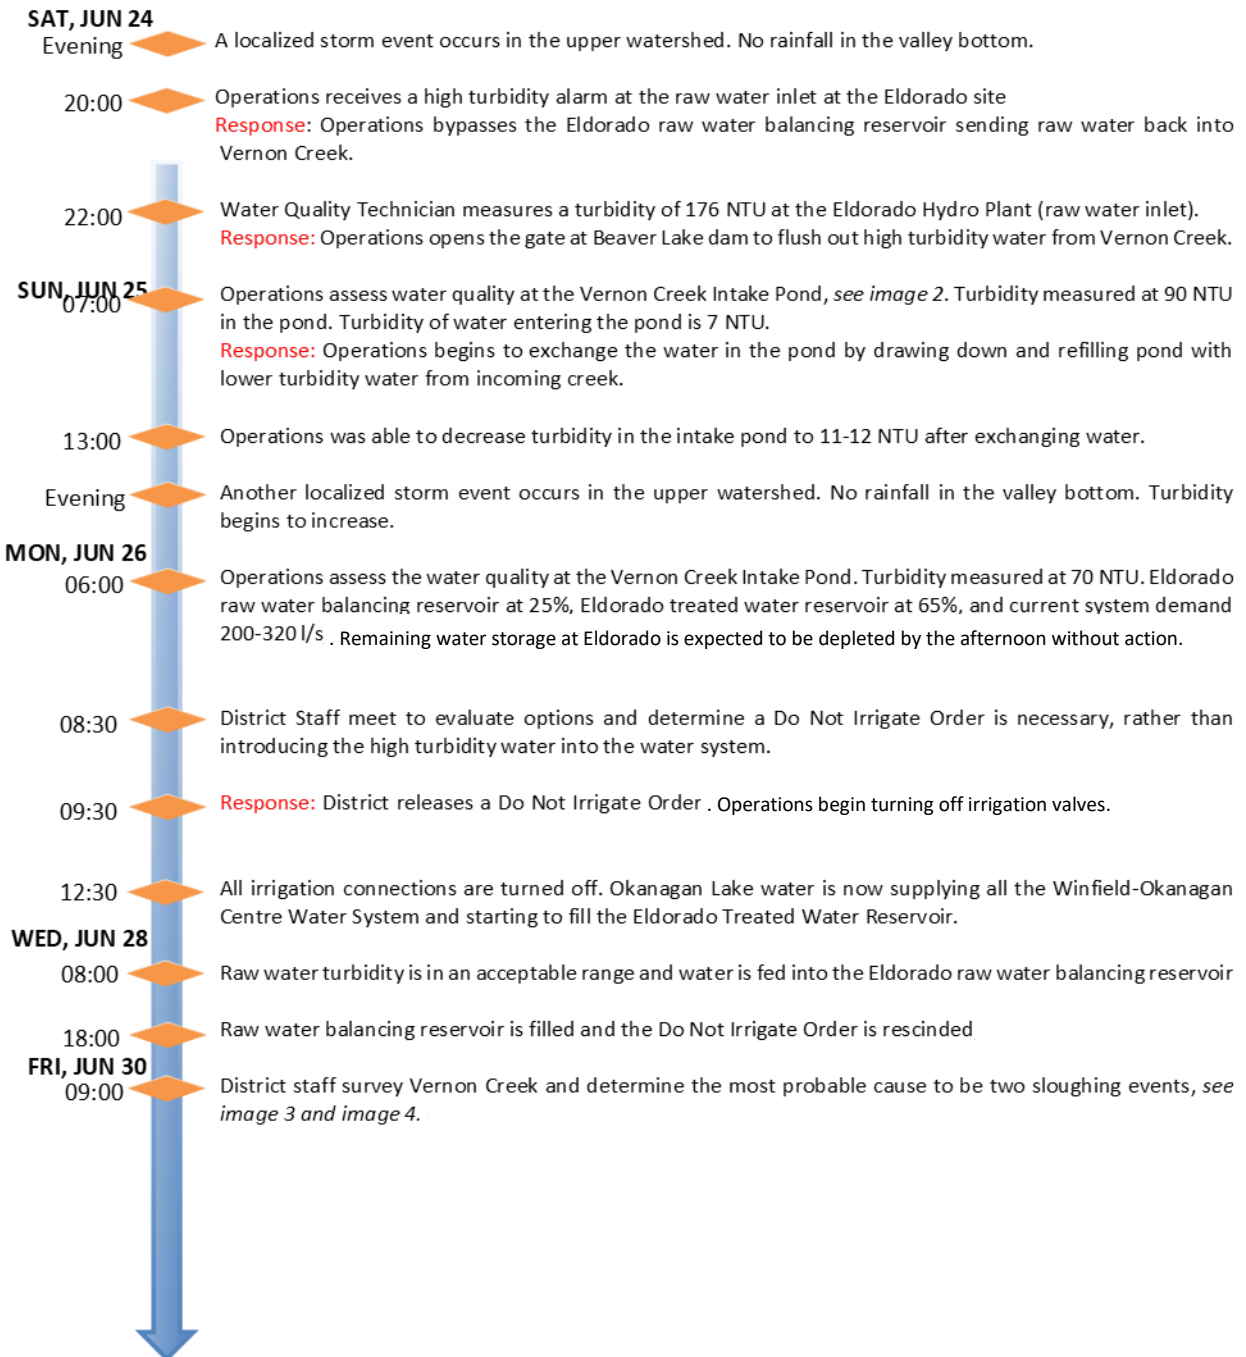 SAT, JUN 24
Evening
A localized storm event occurs in the upper watershed. No rainfall in the valley bottom.
20:00
Operations receives a high turbidity alarm at the raw water inlet at the Eldorado site
Response: Operations bypasses the Eldorado raw water balancing reservoir sending raw water back into
Vernon Creek.
22:00
Water Quality Technician measures a turbidity of 176 NTU at the Eldorado Hydro Plant (raw water inlet).
Response: Operations opens the gate at Beaver Lake dam to flush out high turbidity water from Vernon Creek.
SUN, JUN 25
07:00
Operations assess water quality at the Vernon Creek Intake Pond, see image 2. Turbidity measured at 90 NTU
in the pond. Turbidity of water entering the pond is 7 NTU.
Response: Operations begins to exchange the water in the pond by drawing down and refilling pond with
lower turbidity water from incoming creek.
13:00
Operations was able to decrease turbidity in the intake pond to 11-12 NTU after exchanging water.
Evening
Another localized storm event occurs in the upper watershed. No rainfall in the valley bottom. Turbidity
begins to increase.
MON, JUN 26
06:00
Operations assess the water quality at the Vernon Creek Intake Pond. Turbidity measured at 70 NTU. Eldorado
raw water balancing reservoir at 25%, Eldorado treated water reservoir at 65%, and current system demand
200-320 l/s . Remaining water storage at Eldorado is expected to be depleted by the afternoon without action.
08:30
District Staff meet to evaluate options and determine a Do Not Irrigate Order is necessary, rather than
introducing the high turbidity water into the water system.
09:30
Response: District releases a Do Not Irrigate Order . Operations begin turning off irrigation valves.
12:30
All irrigation connections are turned off. Okanagan Lake water is now supplying all the Winfield-Okanagan
Centre Water System and starting to fill the Eldorado Treated Water Reservoir.
WED, JUN 28
08:00
Raw water turbidity is in an acceptable range and water is fed into the Eldorado raw water balancing reservoir
18:00
Raw water balancing reservoir is filled and the Do Not Irrigate Order is rescinded
FRI, JUN 30
09:00
District staff survey Vernon Creek and determine the most probable cause to be two sloughing events, see
image 3 and image 4.